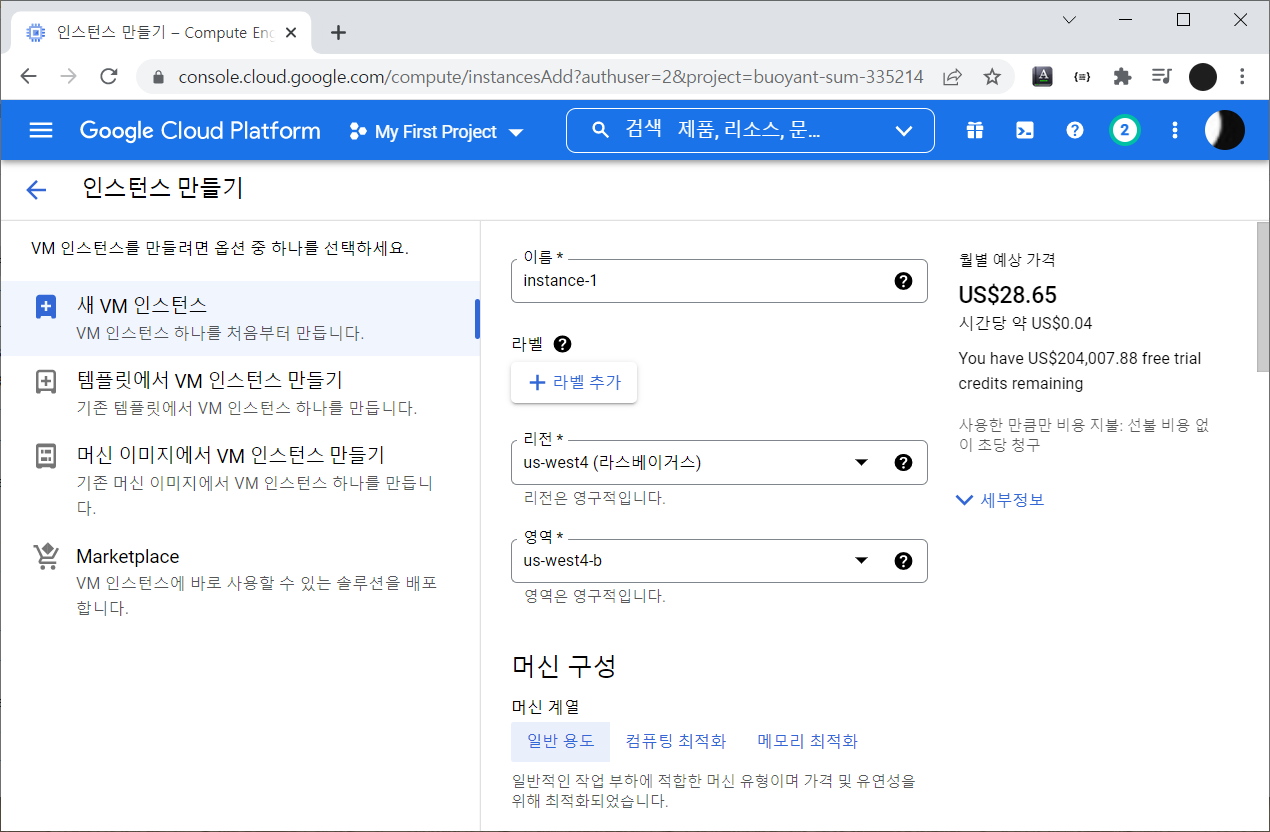 인스턴스 만들기 – Compute Eng
console.cloud.google.com/compute/instancesAdd?authuser=2&project=buoyant-sum-335214
Google Cloud Platform
My First Project
검색 제품, 리소스, 문...
2
인스턴스 만들기
VM 인스턴스를 만들려면 옵션 중 하나를 선택하세요.
새 VM 인스턴스
VM 인스턴스 하나를 처음부터 만듭니다.
템플릿에서 VM 인스턴스 만들기
기존 템플릿에서 VM 인스턴스 하나를 만듭니다.
머신 이미지에서 VM 인스턴스 만들기
기존 머신 이미지에서 VM 인스턴스 하나를 만듭니
다.
Marketplace
VM 인스턴스에 바로 사용할 수 있는 솔루션을 배포
합니다.
이름 *
instance-1
라벨
라벨 추가
리전 *
us-west4 (라스베이거스)
리전은 영구적입니다.
영역 *
us-west4-b
영역은 영구적입니다.
머신 구성
머신 계열
일반 용도 컴퓨팅 최적화 메모리 최적화
일반적인 작업 부하에 적합한 머신 유형이며 가격 및 유연성을
위해 최적화되었습니다.
월별 예상 가격
US$28.65
시간당 약 US$0.04
You have US$204,007.88 free trial
credits remaining
사용한 만큼만 비용 지불: 선불 비용 없
이 초당 청구
세부정보